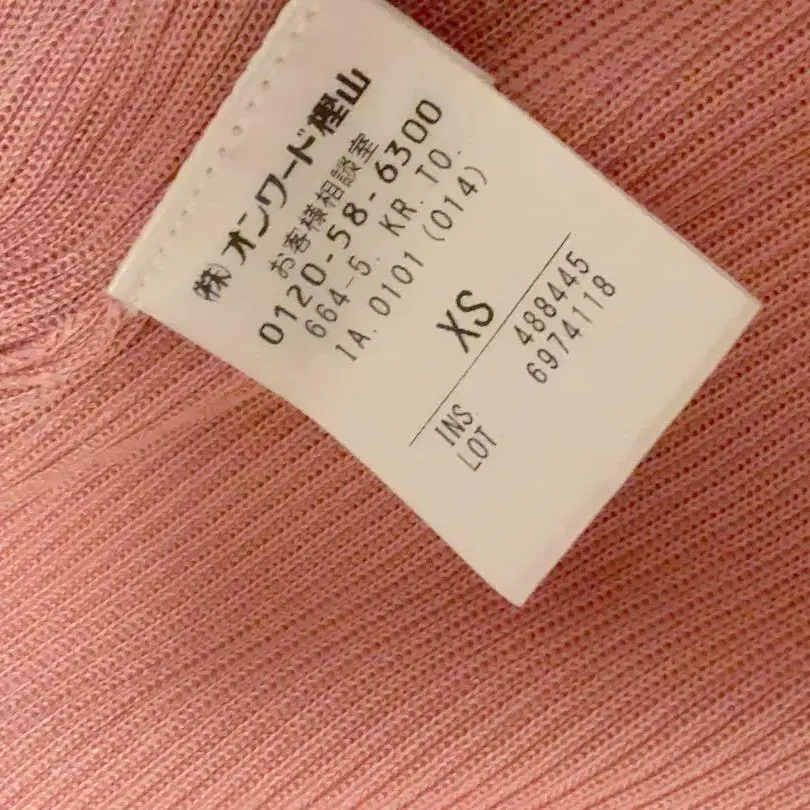 ㈱オンワード樫山
お客様相談室
0120-58-6300
664-5. KR. TO.
1A. 0101 (014)
XS
INS 488445
LOT 6974118